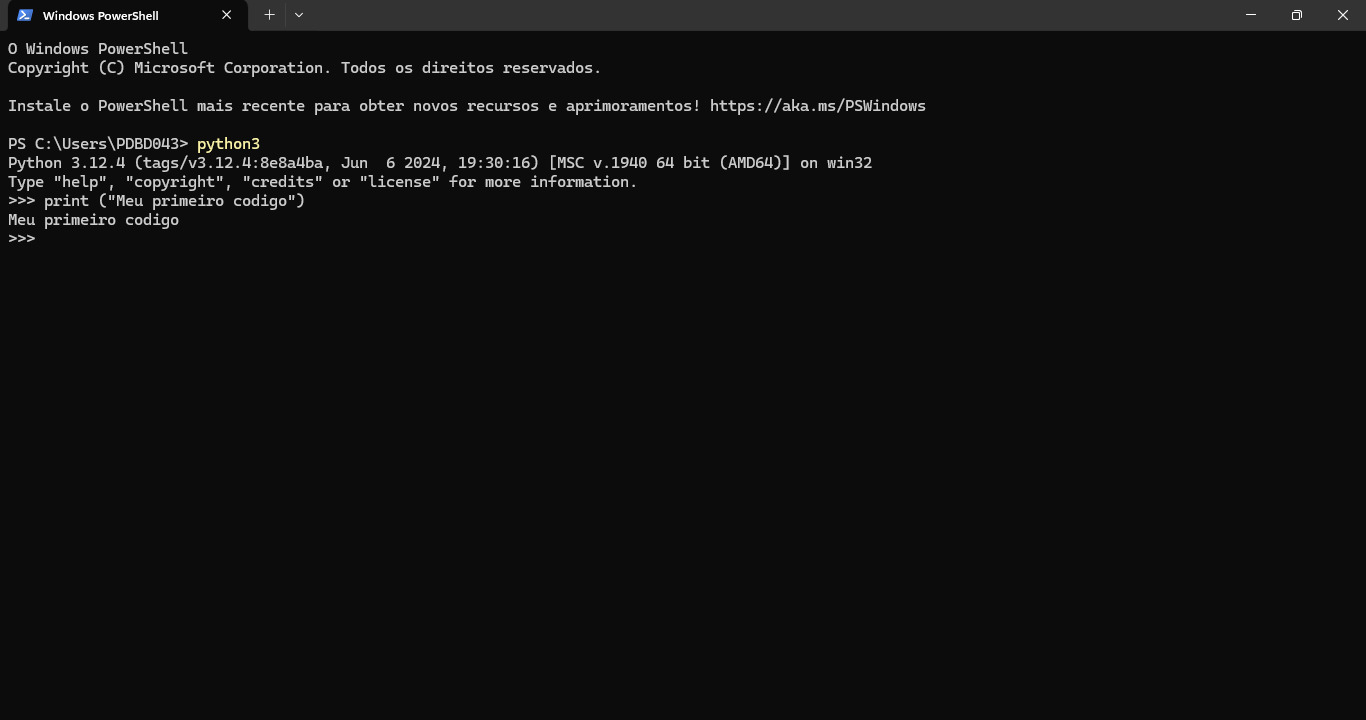 Windows PowerShell
O Windows PowerShell
Copyright (C) Microsoft Corporation. Todos os direitos reservados.
Instale o PowerShell mais recente para obter novos recursos e aprimoramentos! https://aka.ms/PSWindows
PS C:\Users\PDBD043> python3
Python 3.12.4 (tags/v3.12.4:8e8a4ba, Jun  6 2024, 19:30:16) [MSC v.1940 64 bit (AMD64)] on win32
Type "help", "copyright", "credits" or "license" for more information.
>>> print ("Meu primeiro codigo")
Meu primeiro codigo
>>>